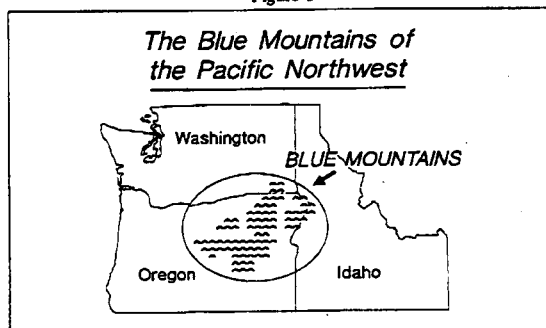 The Blue Mountains of
the Pacific Northwest
Washington
BLUE MOUNTAINS
Oregon
Idaho